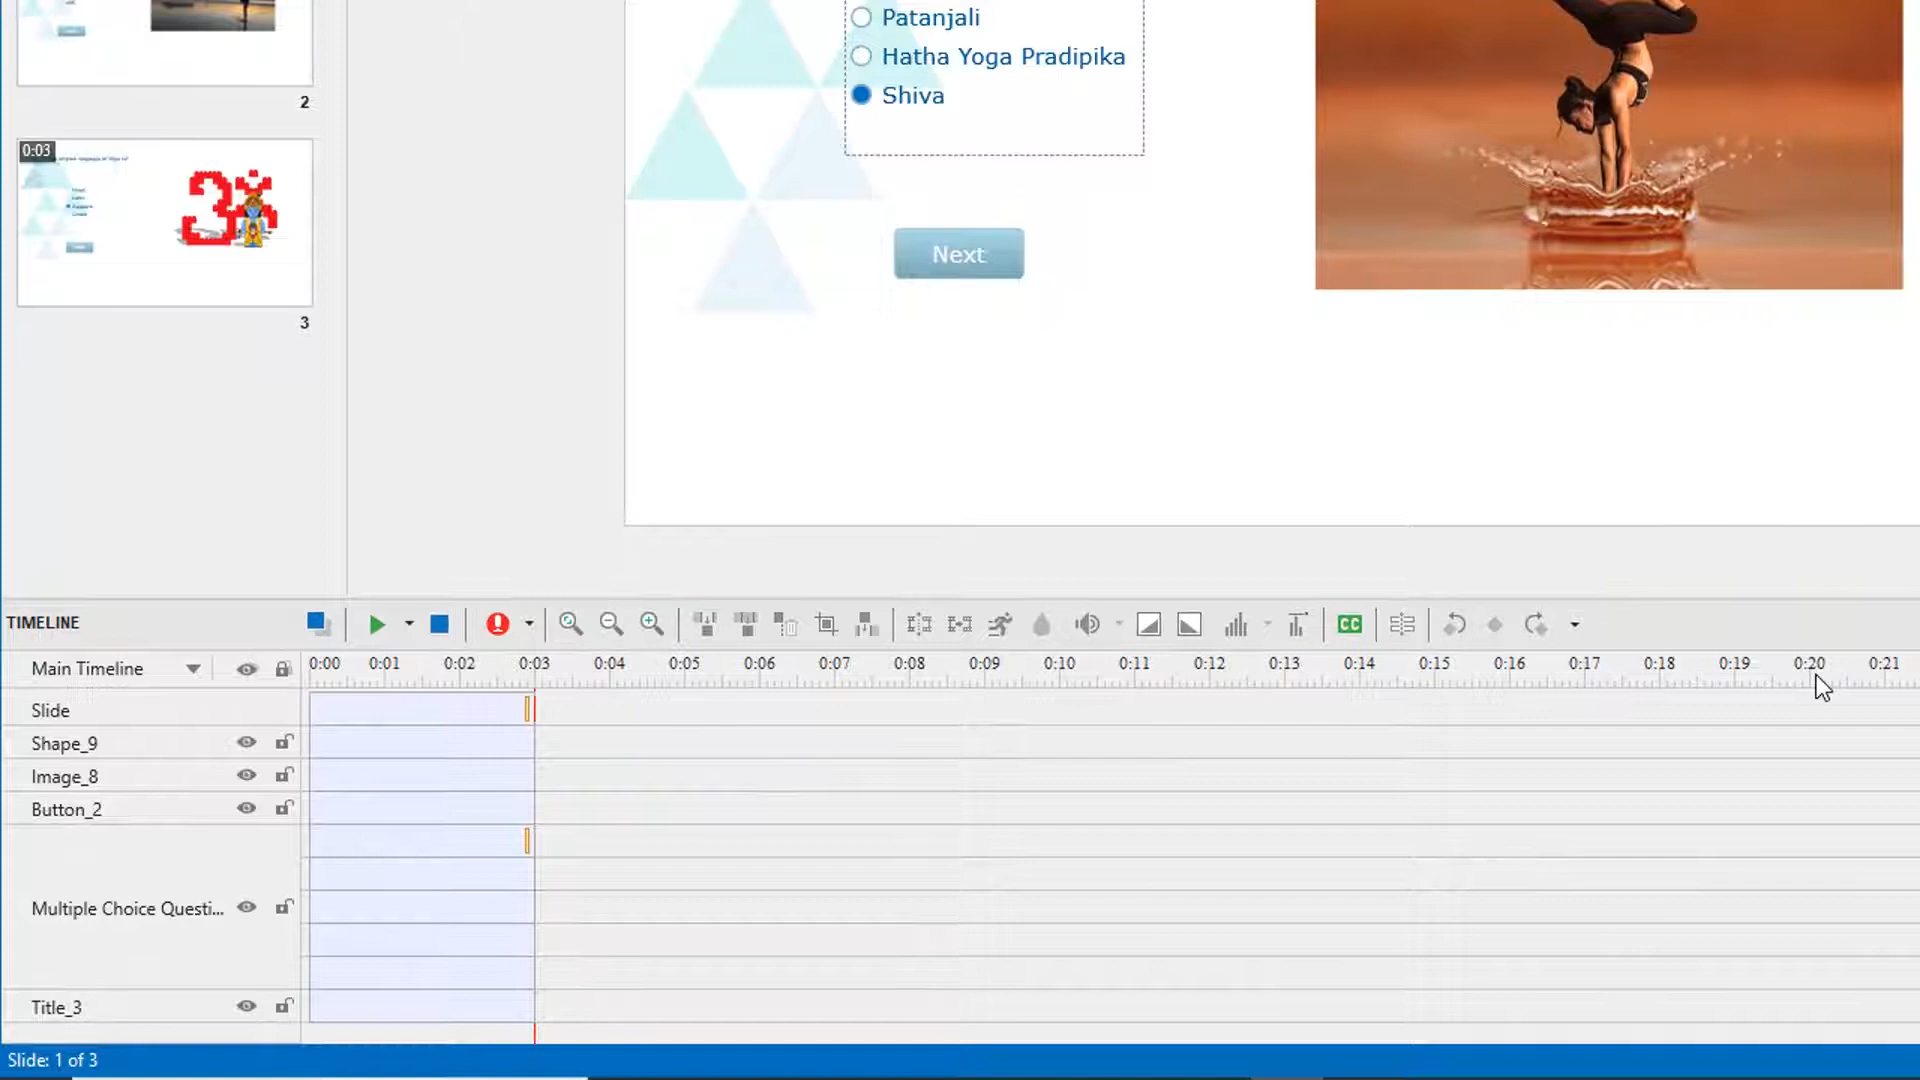 Patanjali
Hatha Yoga Pradipika
Shiva
Next
2
0:03
3
TIMELINE
CC
Main Timeline
0:00 0:01 0:02 0:03 0:04 0:05 0:06 0:07 0:08 0:09 0:10 0:11 0:12 0:13 0:14 0:15 0:16 0:17 0:18 0:19 0:20 0:21
Slide
Shape_9
Image_8
Button_2
Multiple Choice Questi...
Title_3
Slide: 1 of 3